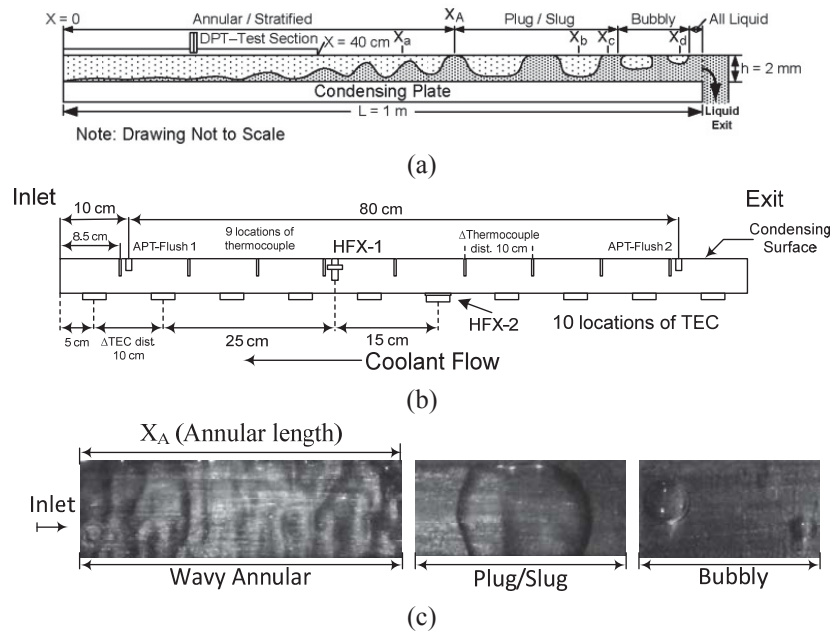 X = 0
Annular / Stratified
X_A
Plug / Slug
Bubbly
All Liquid
DPT–Test Section
X = 40 cm
X_a
X_b
X_c
X_d
h = 2 mm
Condensing Plate
L = 1 m
Liquid
Exit
Note: Drawing Not to Scale
(a)
Inlet
Exit
10 cm
80 cm
Condensing
Surface
8.5 cm
APT-Flush 1
9 locations of
thermocouple
HFX-1
ΔThermocouple
dist. 10 cm
APT-Flush 2
5 cm
ΔTEC dist.
10 cm
25 cm
15 cm
HFX-2
10 locations of TEC
Coolant Flow
(b)
X_A (Annular length)
Inlet
Wavy Annular
Plug/Slug
Bubbly
(c)